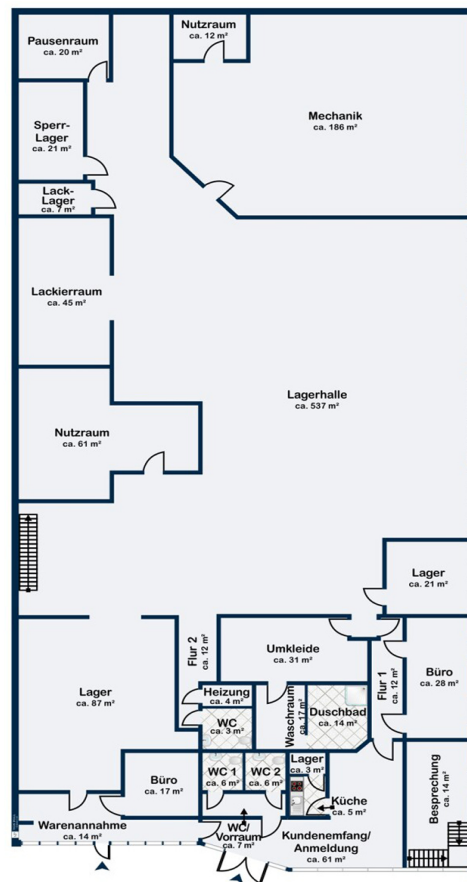 Pausenraum
ca. 20 m²
Nutzraum
ca. 12 m²
Mechanik
ca. 186 m²
Sperr-
Lager
ca. 21 m²
Lack-
Lager
ca. 7 m²
Lackierraum
ca. 45 m²
Lagerhalle
ca. 537 m²
Nutzraum
ca. 61 m²
Lager
ca. 21 m²
Flur 2
ca. 12 m²
Umkleide
ca. 31 m²
Flur 1
ca. 12 m²
Büro
ca. 28 m²
Lager
ca. 87 m²
Heizung
ca. 4 m²
Waschraum
ca. 17 m²
Duschbad
ca. 14 m²
WC
ca. 3 m²
Büro
ca. 17 m²
WC 1
ca. 6 m²
WC 2
ca. 6 m²
Lager
ca. 3 m²
Küche
ca. 5 m²
Besprechung
ca. 14 m²
Warenannahme
ca. 14 m²
WC/
Vorraum
ca. 7 m²
Kundenemfang/
Anmeldung
ca. 61 m²